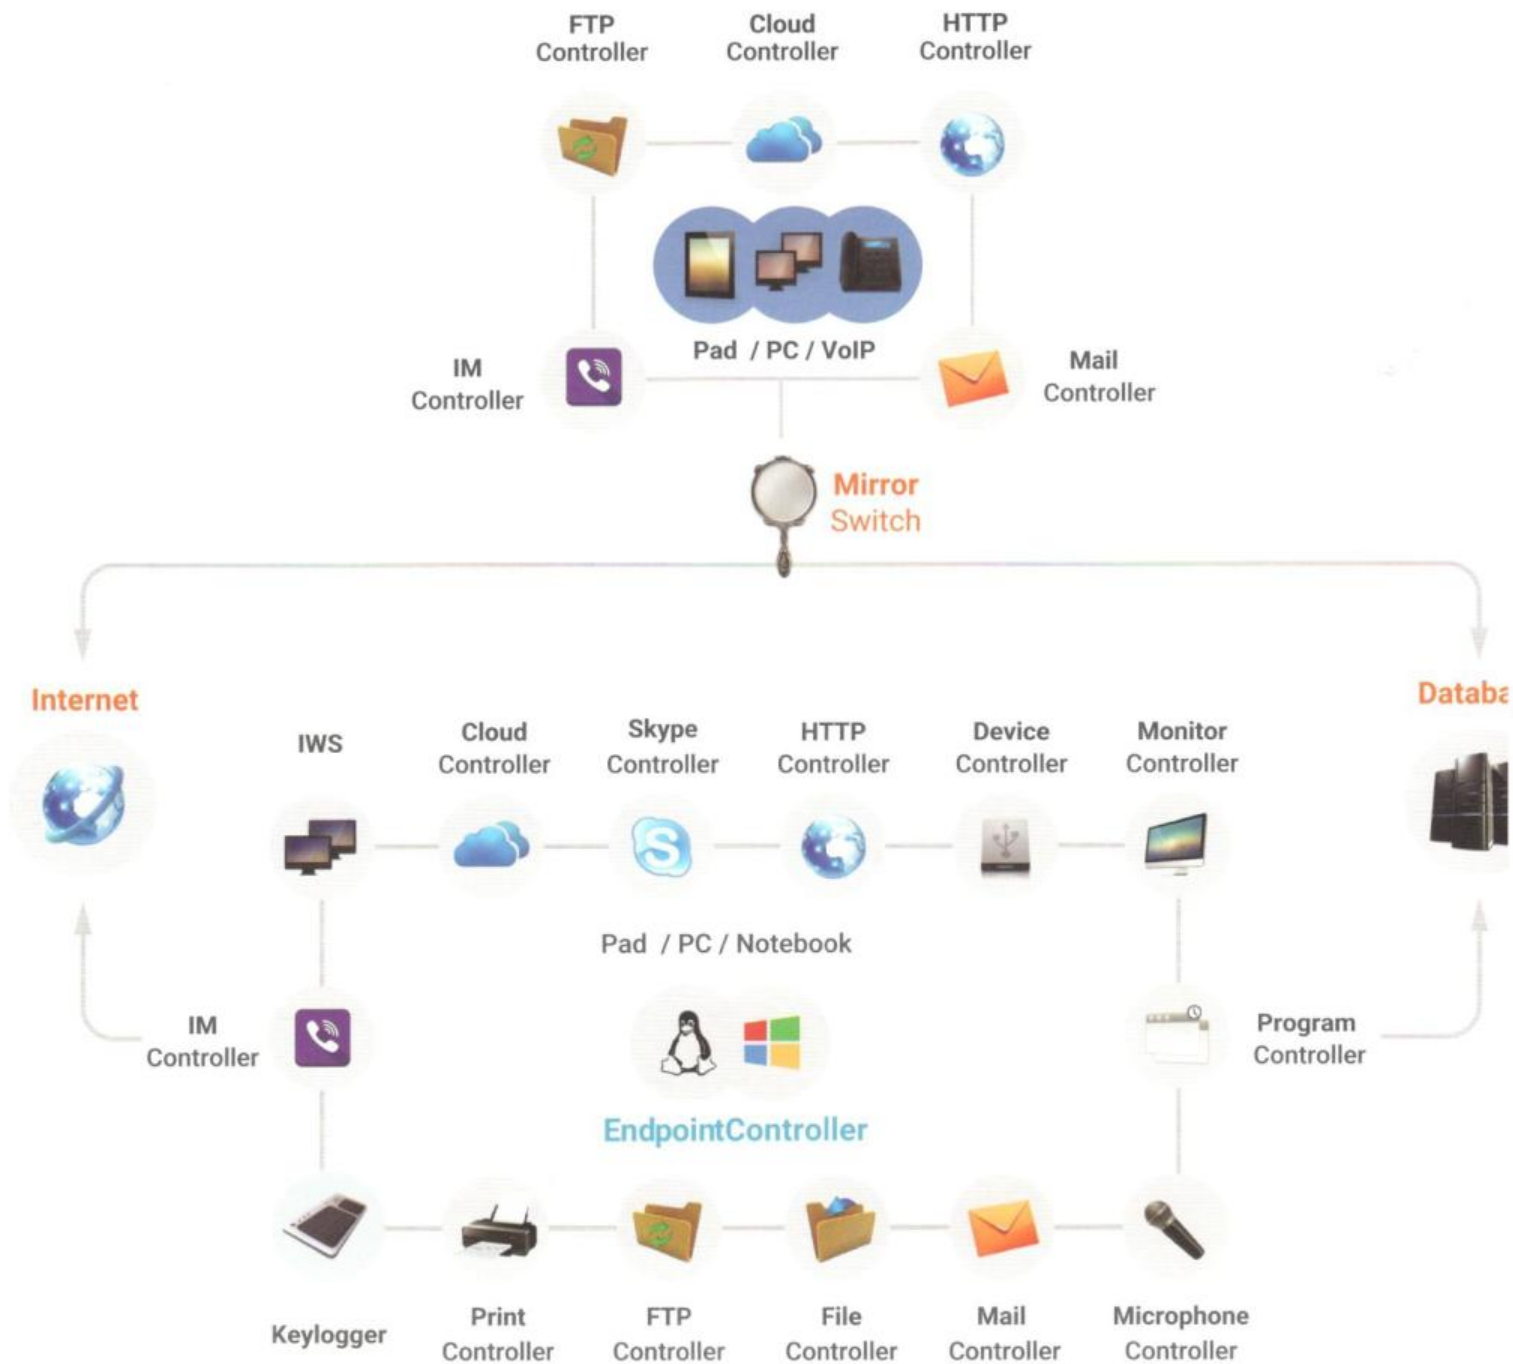 FTP
Controller
Cloud
Controller
HTTP
Controller
Pad / PC / VoIP
IM
Controller
Mail
Controller
Mirror
Switch
Internet
Databa
IWS
Cloud
Controller
Skype
Controller
HTTP
Controller
Device
Controller
Monitor
Controller
Pad / PC / Notebook
IM
Controller
Program
Controller
EndpointController
Keylogger
Print
Controller
FTP
Controller
File
Controller
Mail
Controller
Microphone
Controller